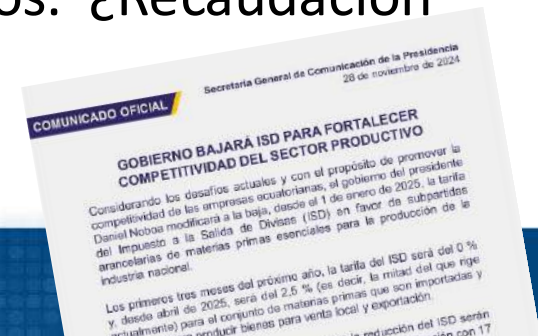 os. ¿Recaudación
Secretaría General de Comunicación de la Presidencia
28 de noviembre de 2024
COMUNICADO OFICIAL
GOBIERNO BAJARÁ ISD PARA FORTALECER
COMPETITIVIDAD DEL SECTOR PRODUCTIVO
Considerando los desafíos actuales y con el propósito de promover la
competitividad de las empresas ecuatorianas, el gobierno del presidente
Daniel Noboa modificará a la baja, desde el 1 de enero de 2025, la tarifa
del Impuesto a la Salida de Divisas (ISD) en favor de subpartidas
arancelarias de materias primas esenciales para la producción de la
industria nacional.
Los primeros tres meses del próximo año, la tarifa del ISD será del 0 %
y, desde abril de 2025, será del 2,5 % (es decir, la mitad del que rige
actualmente) para el conjunto de materias primas que son importadas y
producir bienes para venta local y exportación.
la reducción del ISD serán
con 17